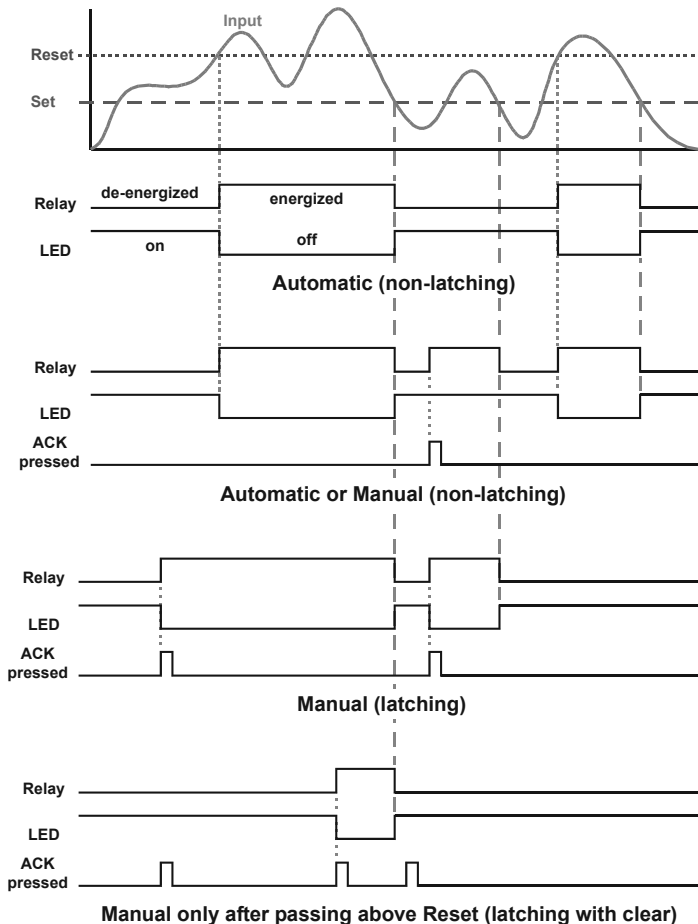 Input
Reset
Set
de-energized energized
Relay
LED
on off
Automatic (non-latching)
Relay
LED
ACK
pressed
Automatic or Manual (non-latching)
Relay
LED
ACK
pressed
Manual (latching)
Relay
LED
ACK
pressed
Manual only after passing above Reset (latching with clear)